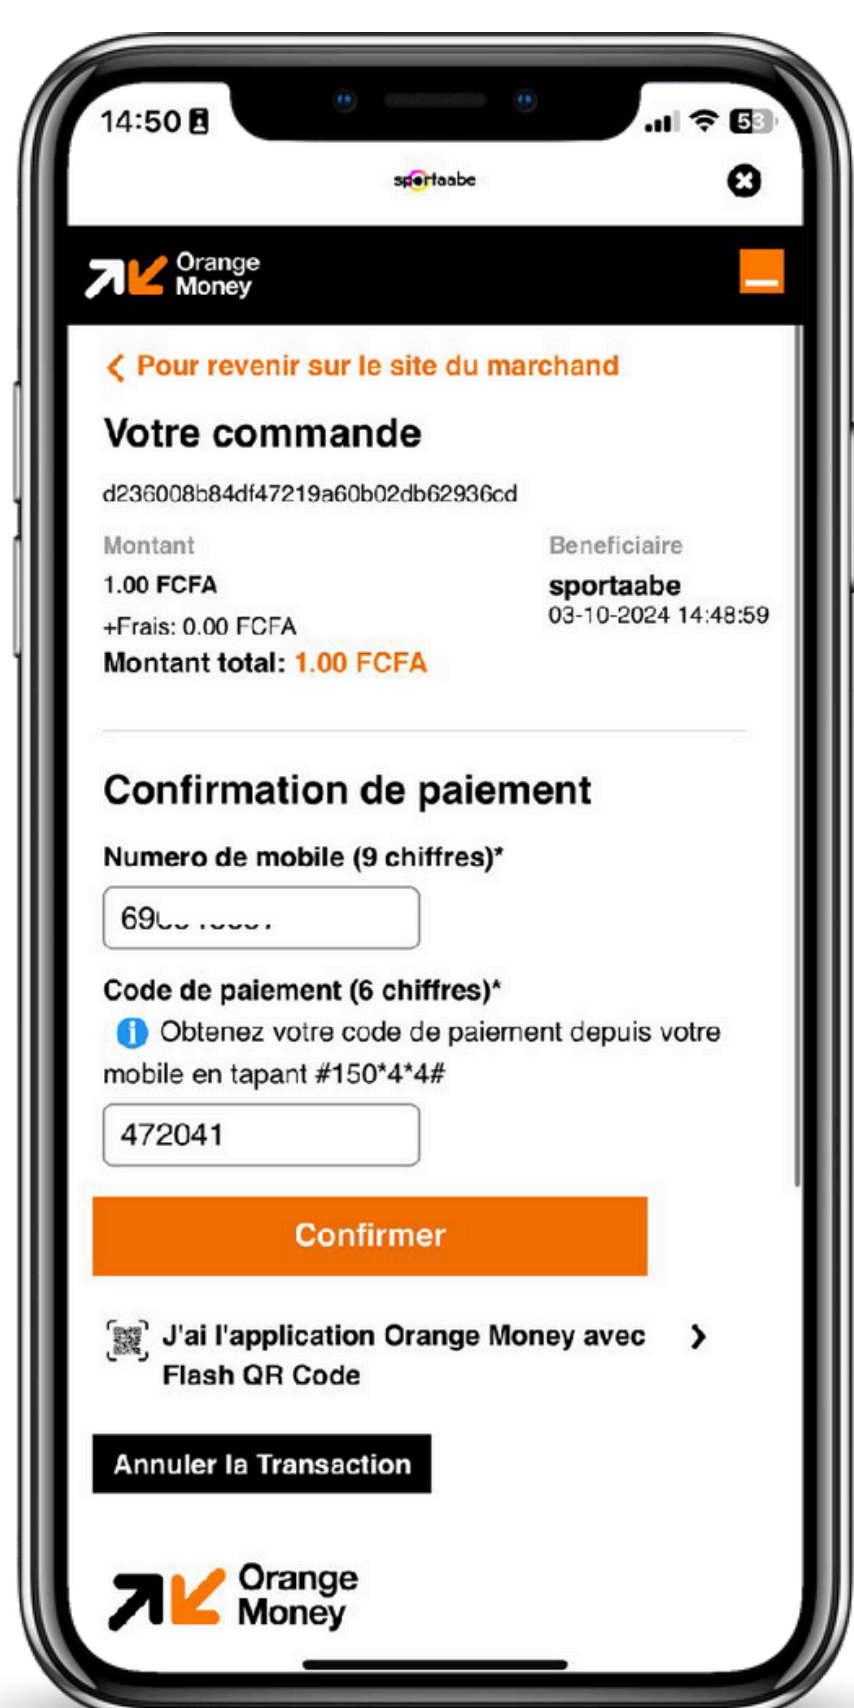 14:50
53
sportaabe
Orange
Money
Pour revenir sur le site du marchand
Votre commande
d236008b84df47219a60b02db62936cd
Montant
Beneficiaire
1.00 FCFA
sportaabe
03-10-2024 14:48:59
+Frais: 0.00 FCFA
Montant total: 1.00 FCFA
Confirmation de paiement
Numero de mobile (9 chiffres)*
Code de paiement (6 chiffres)*
Obtenez votre code de paiement depuis votre
mobile en tapant #150*4*4#
472041
Confirmer
J'ai l'application Orange Money avec
Flash QR Code
Annuler la Transaction
Orange
Money